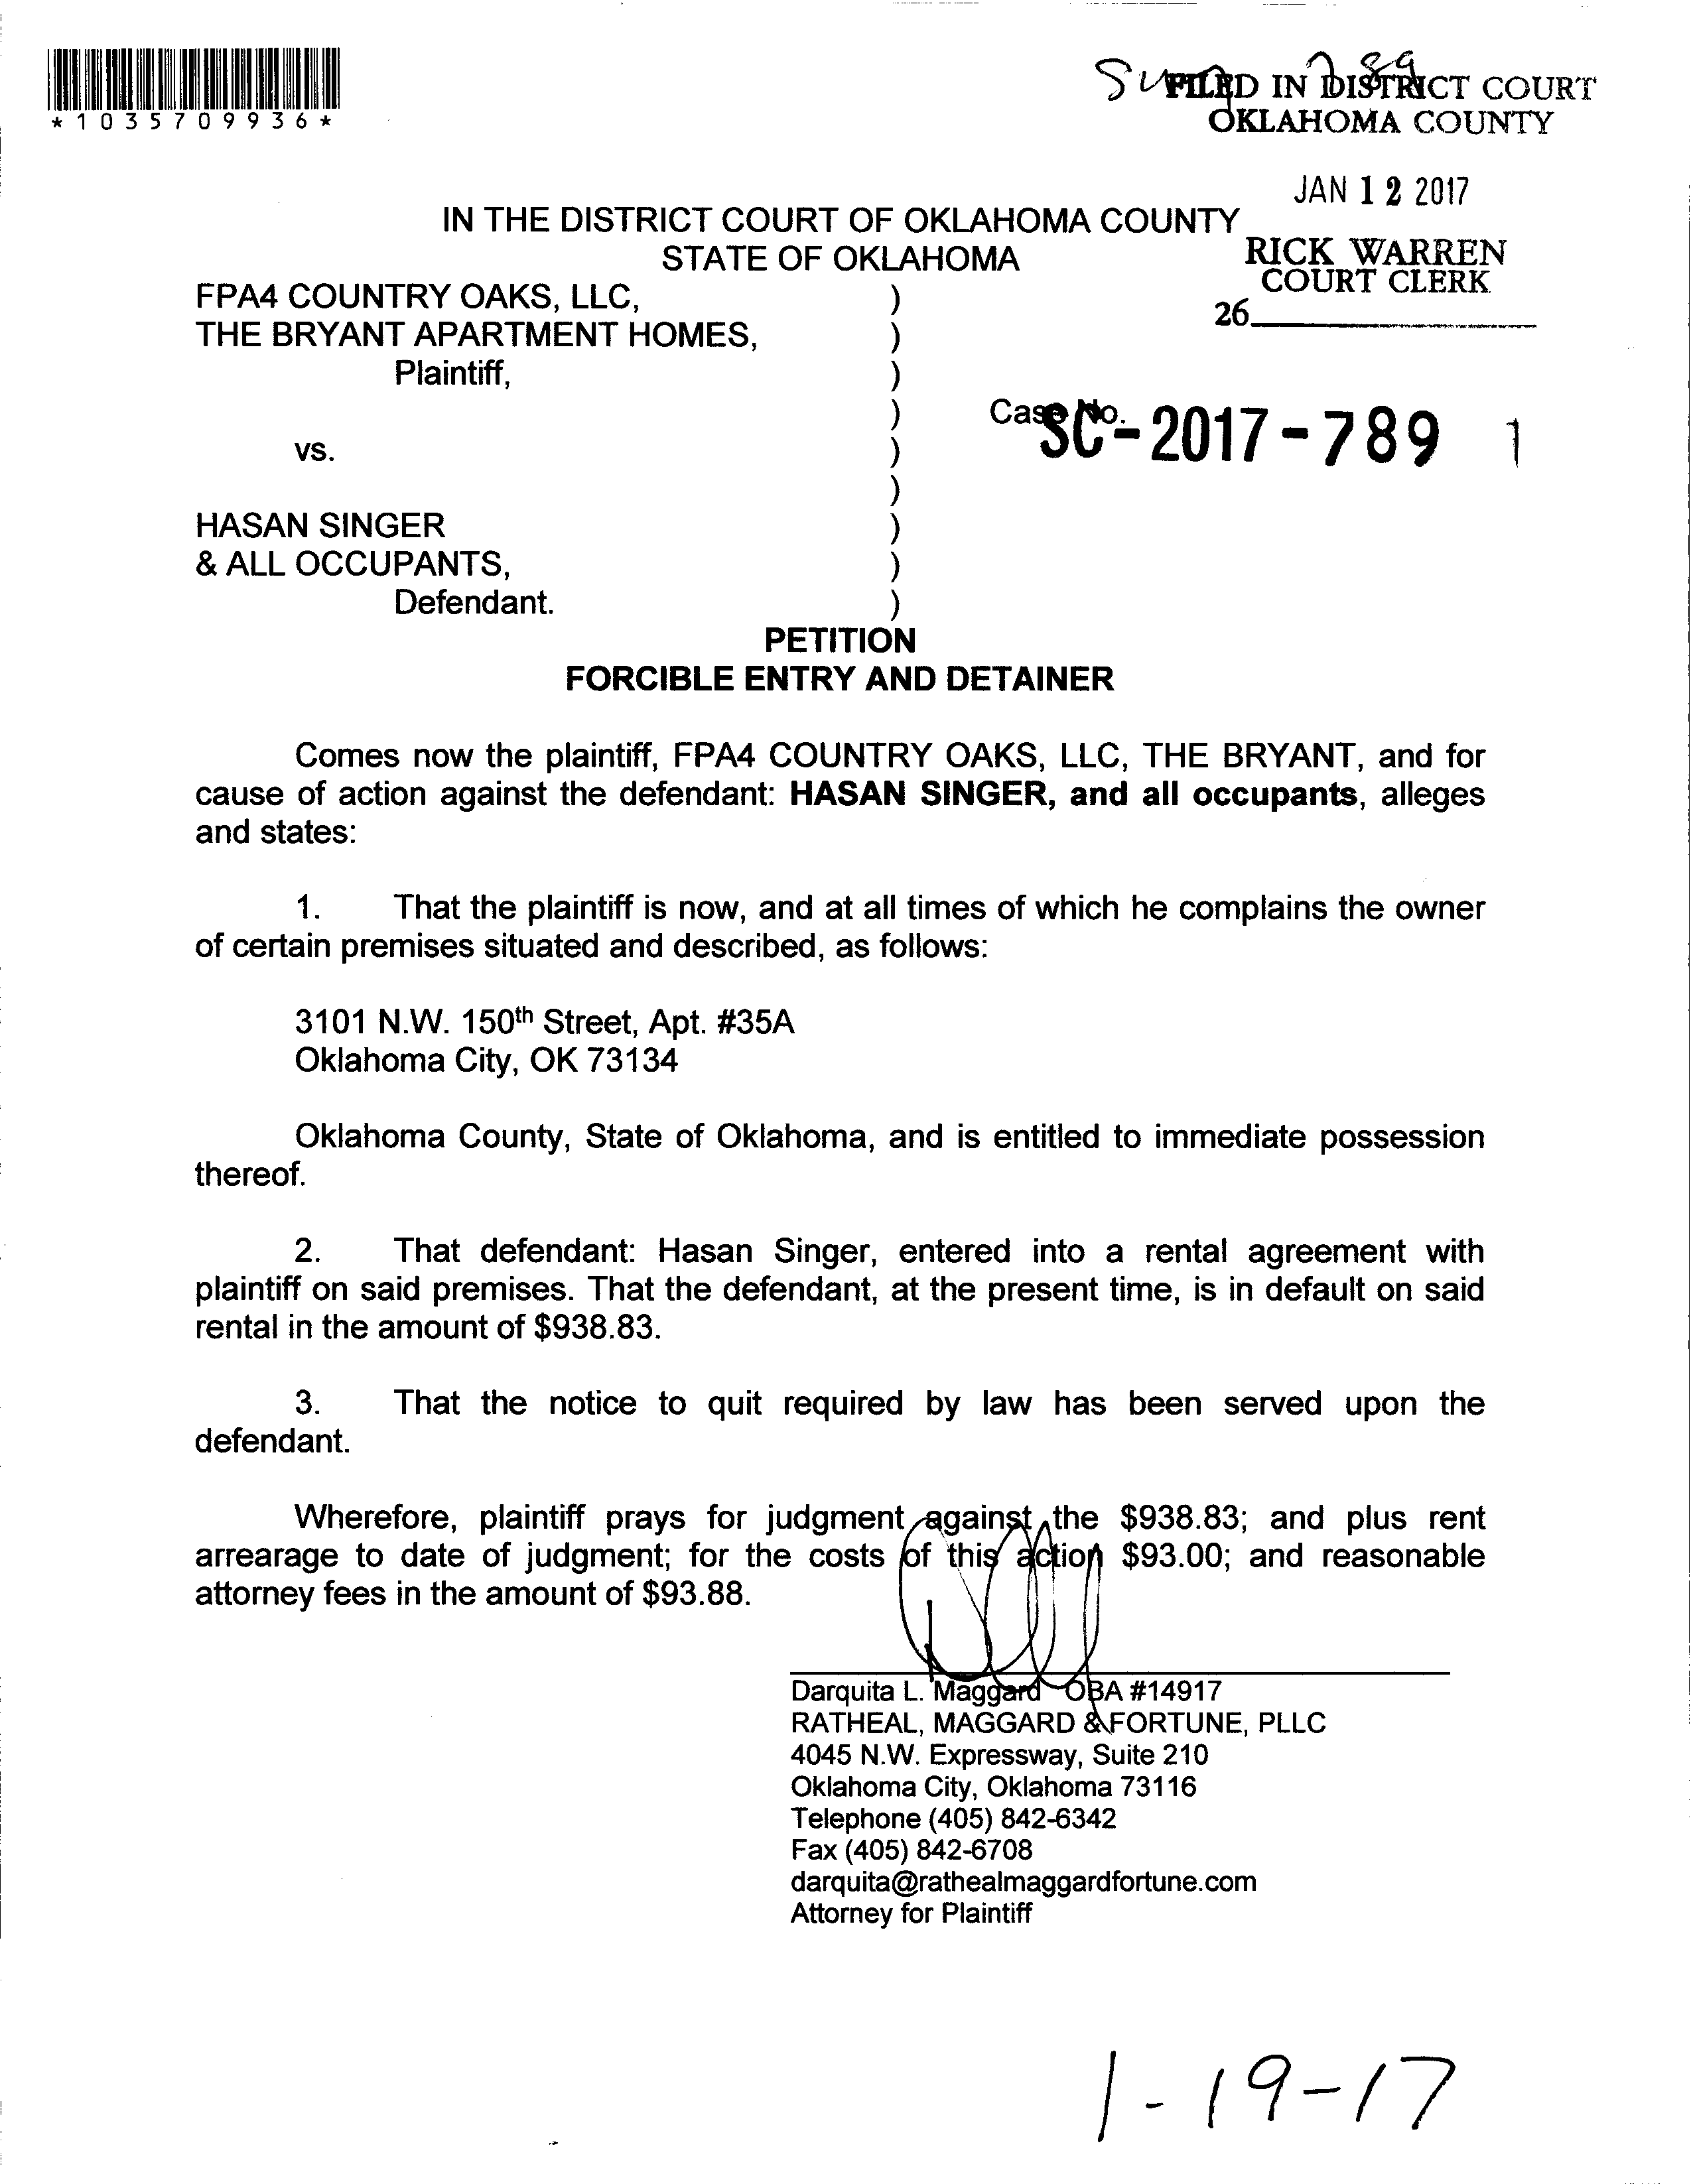 *1035709936*
FILED IN DISTRICT COURT
OKLAHOMA COUNTY
JAN 12 2017
RICK WARREN
COURT CLERK
26
IN THE DISTRICT COURT OF OKLAHOMA COUNTY
STATE OF OKLAHOMA
FPA4 COUNTRY OAKS, LLC, )
THE BRYANT APARTMENT HOMES, )
Plaintiff, )
)
vs. )
)
HASAN SINGER )
& ALL OCCUPANTS, )
Defendant. )
Case No.
SC-2017-789 1
PETITION
FORCIBLE ENTRY AND DETAINER
Comes now the plaintiff, FPA4 COUNTRY OAKS, LLC, THE BRYANT, and for
cause of action against the defendant: HASAN SINGER, and all occupants, alleges
and states:
1. That the plaintiff is now, and at all times of which he complains the owner
of certain premises situated and described, as follows:
3101 N.W. 150th Street, Apt. #35A
Oklahoma City, OK 73134
Oklahoma County, State of Oklahoma, and is entitled to immediate possession
thereof.
2. That defendant: Hasan Singer, entered into a rental agreement with
plaintiff on said premises. That the defendant, at the present time, is in default on said
rental in the amount of $938.83.
3. That the notice to quit required by law has been served upon the
defendant.
Wherefore, plaintiff prays for judgment against the $938.83; and plus rent
arrearage to date of judgment; for the costs of this action $93.00; and reasonable
attorney fees in the amount of $93.88.
Darquita L. Maggard OBA #14917
RATHEAL, MAGGARD & FORTUNE, PLLC
4045 N.W. Expressway, Suite 210
Oklahoma City, Oklahoma 73116
Telephone (405) 842-6342
Fax (405) 842-6708
darquita@rathealmaggardfortune.com
Attorney for Plaintiff
1-19-17